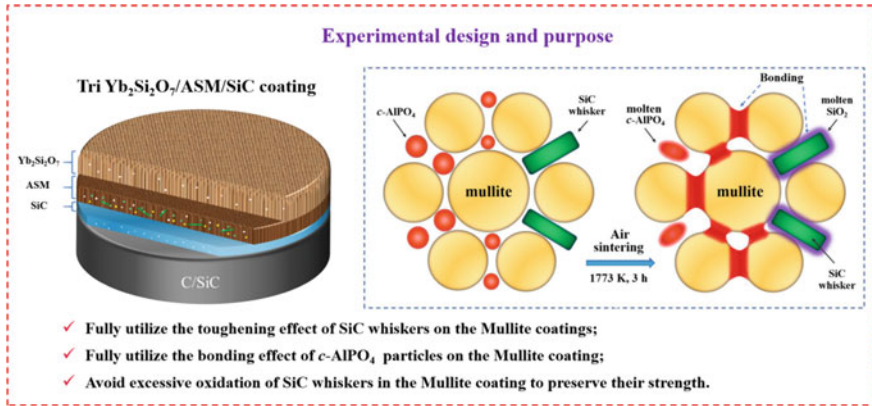 Experimental design and purpose
Tri Yb₂Si₂O₇/ASM/SiC coating
Yb₂Si₂O₇
ASM
SiC
C/SiC
c-AlPO₄
SiC
whisker
mullite
Air
sintering
1773 K, 3 h
Bonding
molten
c-AlPO₄
molten
SiO₂
mullite
SiC
whisker
✓ Fully utilize the toughening effect of SiC whiskers on the Mullite coatings;
✓ Fully utilize the bonding effect of c-AlPO₄ particles on the Mullite coating;
✓ Avoid excessive oxidation of SiC whiskers in the Mullite coating to preserve their strength.